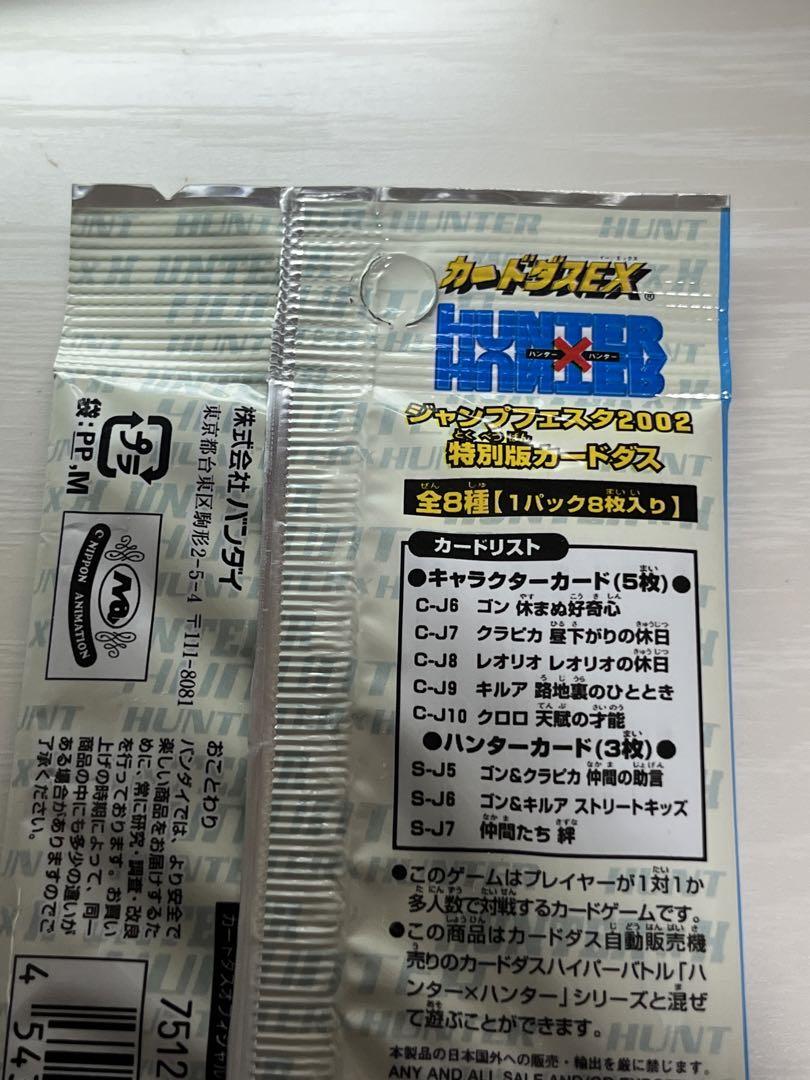 カードダスEX®
HUNTER×HUNTER
ハンター ハンター
ジャンプフェスタ2002
特別版カードダス
全8種【1パック8枚入り】
カードリスト
●キャラクターカード(5枚)●
C-J6 ゴン 休まぬ好奇心
C-J7 クラピカ 昼下がりの休日
C-J8 レオリオ レオリオの休日
C-J9 キルア 路地裏のひととき
C-J10 クロロ 天賦の才能
●ハンターカード(3枚)●
S-J5 ゴン&クラピカ 仲間の助言
S-J6 ゴン&キルア ストリートキッズ
S-J7 仲間たち 絆
●このゲームはプレイヤーが1対1か
多人数で対戦するカードゲームです。
●この商品はカードダス自動販売機
売りのカードダスハイパーバトル「ハ
ンター×ハンター」シリーズと混ぜ
て遊ぶことができます。
本製品の日本国外への販売・輸出を厳に禁じます。
株式会社 バンダイ
東京都台東区駒形2-5-4 〒111-8081
プラ
袋:PP,M
C NIPPON ANIMATION
おことわり
バンダイでは、より安全で
楽しい商品をお届けするた
めに、常に研究・調査・改良
を行っております。お買い
上げの時期によって、同一
商品の中にも多少の違いが
ある場合がありますのでご
了承ください。
7512
4 54